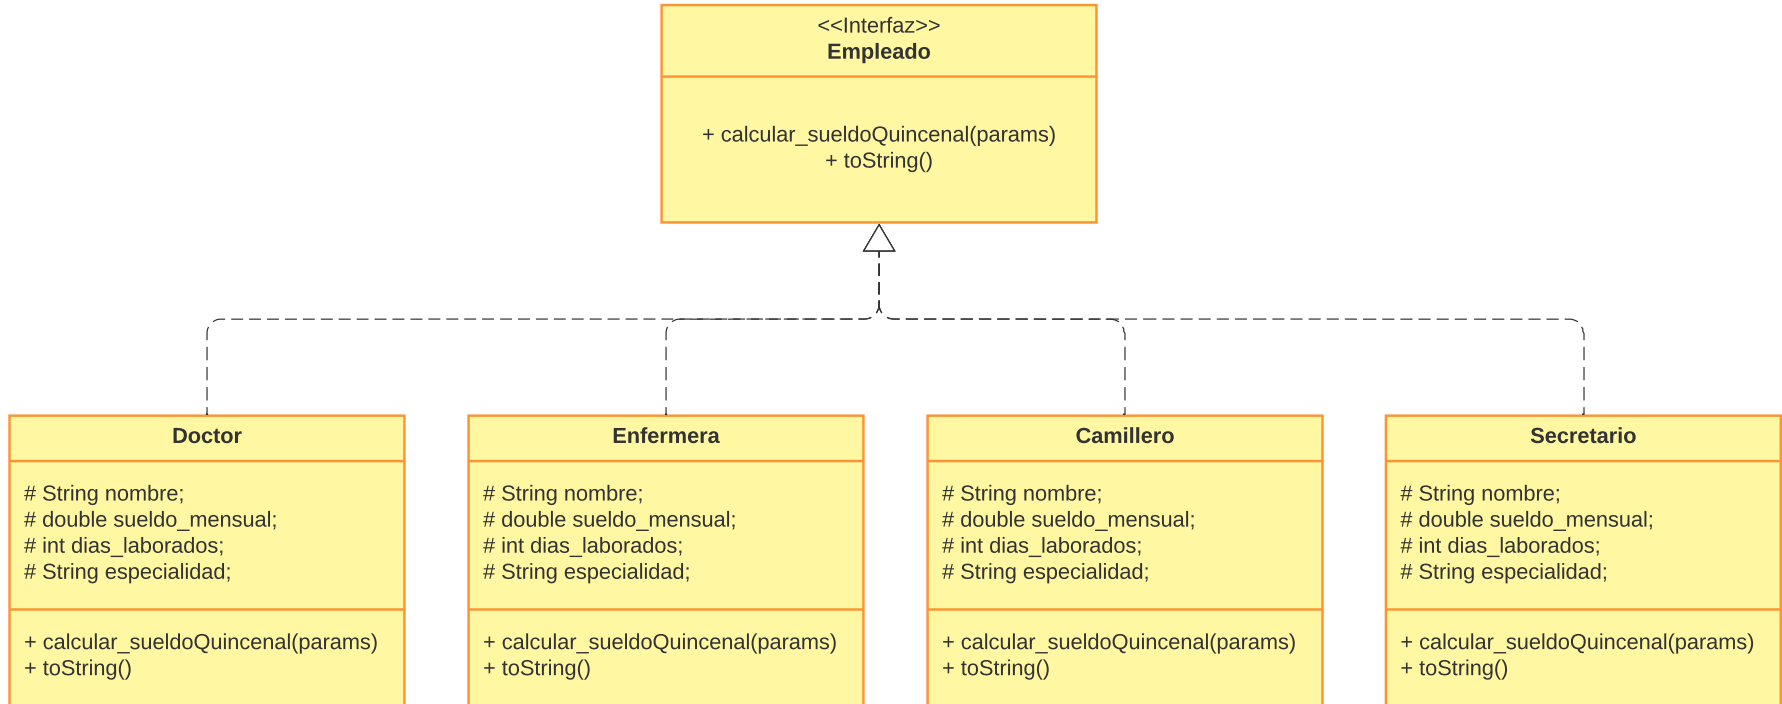 <<Interfaz>>
Empleado
+ calcular_sueldoQuincenal(params)
+ toString()
Doctor
# String nombre;
# double sueldo_mensual;
# int dias_laborados;
# String especialidad;
+ calcular_sueldoQuincenal(params)
+ toString()
Enfermera
# String nombre;
# double sueldo_mensual;
# int dias_laborados;
# String especialidad;
+ calcular_sueldoQuincenal(params)
+ toString()
Camillero
# String nombre;
# double sueldo_mensual;
# int dias_laborados;
# String especialidad;
+ calcular_sueldoQuincenal(params)
+ toString()
Secretario
# String nombre;
# double sueldo_mensual;
# int dias_laborados;
# String especialidad;
+ calcular_sueldoQuincenal(params)
+ toString()